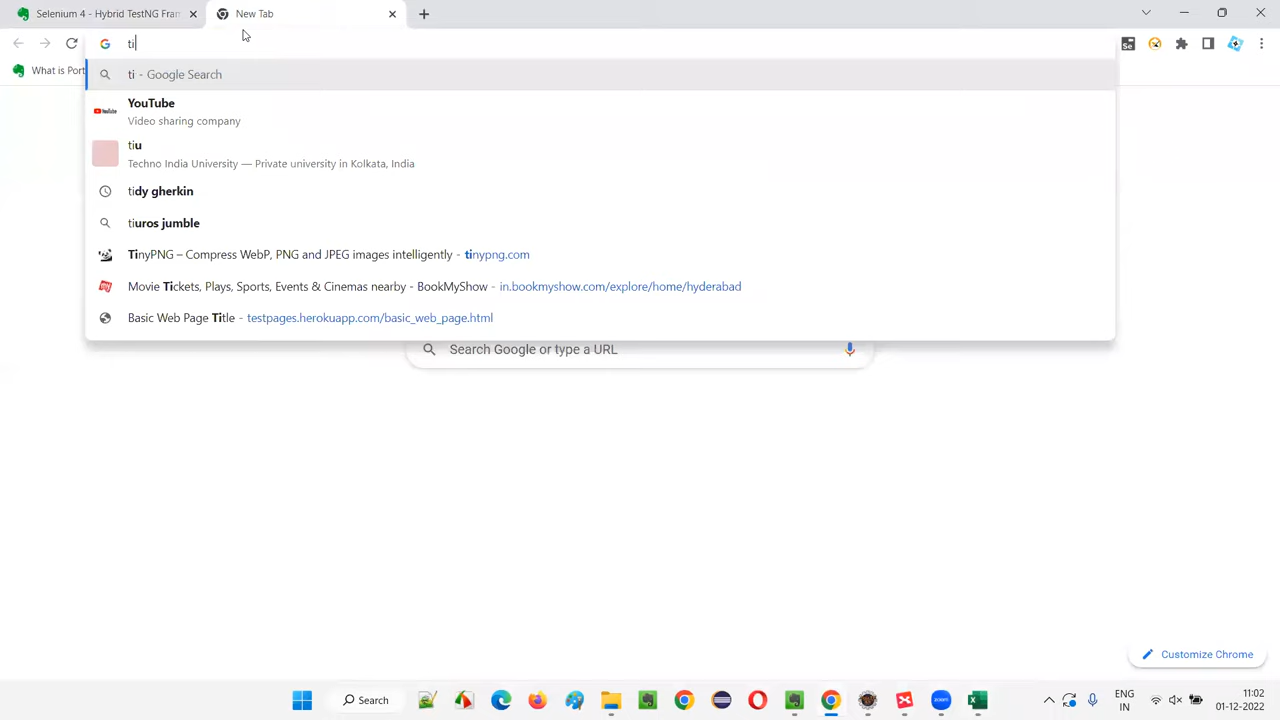 Selenium 4 - Hybrid TestNG Fran
New Tab
ti
Se
What is Port
ti - Google Search
YouTube
YouTube
Video sharing company
tiu
Techno India University — Private university in Kolkata, India
tidy gherkin
tiuros jumble
TinyPNG – Compress WebP, PNG and JPEG images intelligently - tinypng.com
Movie Tickets, Plays, Sports, Events & Cinemas nearby - BookMyShow - in.bookmyshow.com/explore/home/hyderabad
Basic Web Page Title - testpages.herokuapp.com/basic_web_page.html
Search Google or type a URL
Customize Chrome
Search
zoom
ENG
IN
11:02
01-12-2022